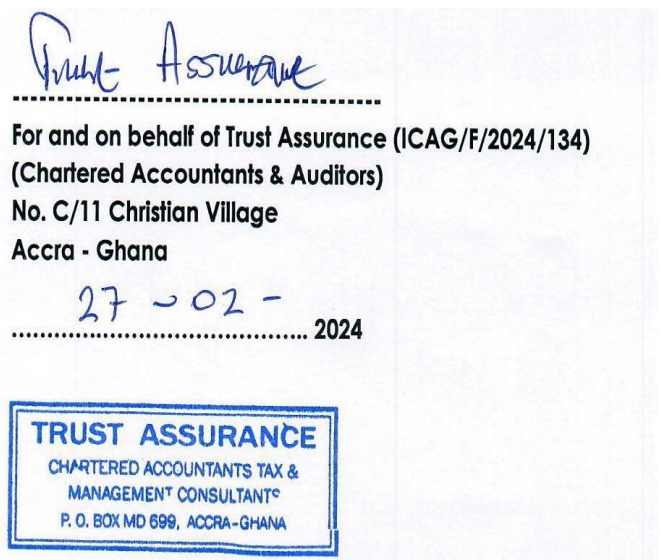 Trust Assurance
For and on behalf of Trust Assurance (ICAG/F/2024/134)
(Chartered Accountants & Auditors)
No. C/11 Christian Village
Accra - Ghana
27 - 02 -
2024
TRUST ASSURANCE
CHARTERED ACCOUNTANTS TAX &
MANAGEMENT CONSULTANTS
P. O. BOX MD 699, ACCRA-GHANA